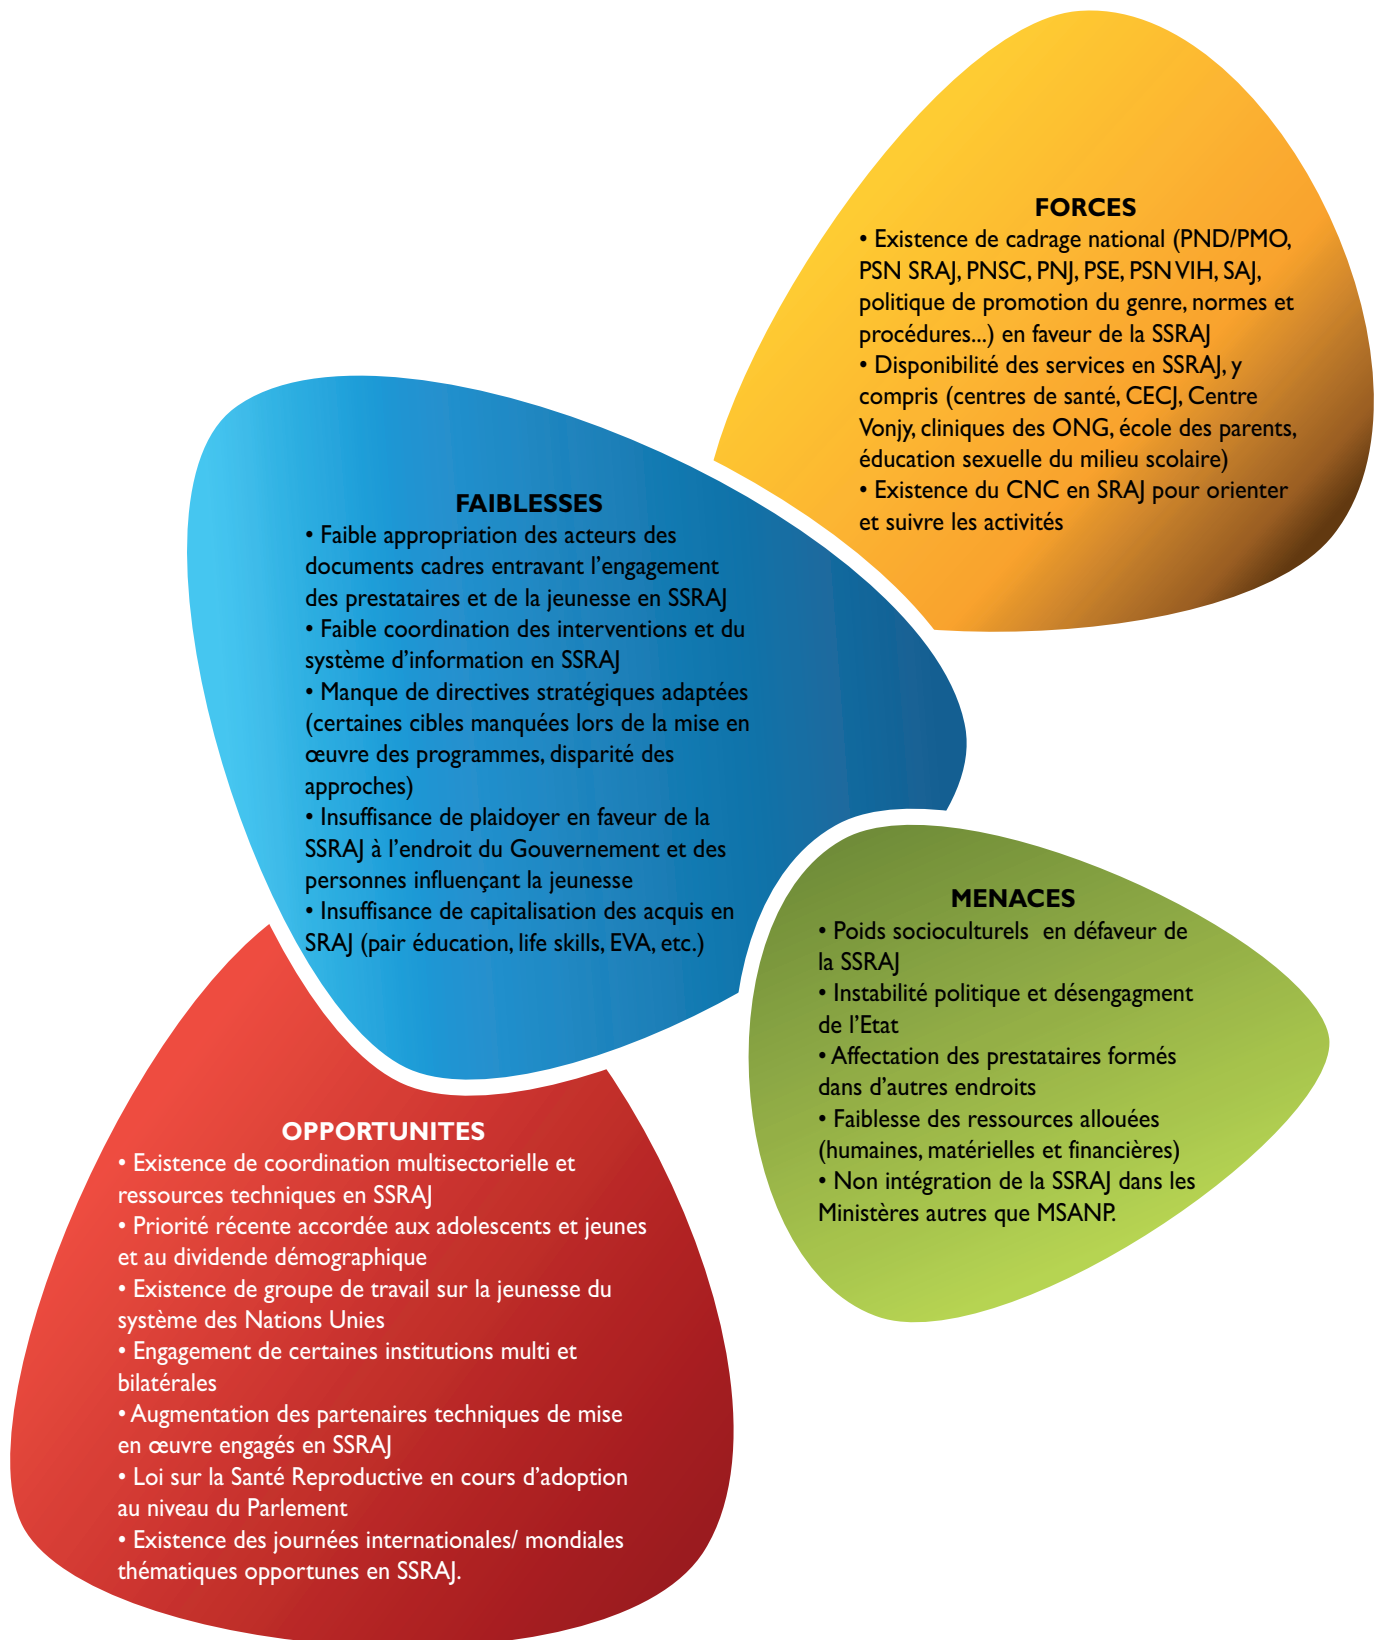 FORCES
• Existence de cadrage national (PND/PMO,
PSN SRAJ, PNSC, PNJ, PSE, PSN VIH, SAJ,
politique de promotion du genre, normes et
procédures...) en faveur de la SSRAJ
• Disponibilité des services en SSRAJ, y
compris (centres de santé, CECJ, Centre
Vonjy, cliniques des ONG, école des parents,
éducation sexuelle du milieu scolaire)
• Existence du CNC en SRAJ pour orienter
et suivre les activités
FAIBLESSES
• Faible appropriation des acteurs des
documents cadres entravant l’engagement
des prestataires et de la jeunesse en SSRAJ
• Faible coordination des interventions et du
système d’information en SSRAJ
• Manque de directives stratégiques adaptées
(certaines cibles manquées lors de la mise en
œuvre des programmes, disparité des
approches)
• Insuffisance de plaidoyer en faveur de la
SSRAJ à l’endroit du Gouvernement et des
personnes influençant la jeunesse
• Insuffisance de capitalisation des acquis en
SRAJ (pair éducation, life skills, EVA, etc.)
MENACES
• Poids socioculturels en défaveur de
la SSRAJ
• Instabilité politique et désengagment
de l’Etat
• Affectation des prestataires formés
dans d’autres endroits
• Faiblesse des ressources allouées
(humaines, matérielles et financières)
• Non intégration de la SSRAJ dans les
Ministères autres que MSANP.
OPPORTUNITES
• Existence de coordination multisectorielle et
ressources techniques en SSRAJ
• Priorité récente accordée aux adolescents et jeunes
et au dividende démographique
• Existence de groupe de travail sur la jeunesse du
système des Nations Unies
• Engagement de certaines institutions multi et
bilatérales
• Augmentation des partenaires techniques de mise
en œuvre engagés en SSRAJ
• Loi sur la Santé Reproductive en cours d’adoption
au niveau du Parlement
• Existence des journées internationales/ mondiales
thématiques opportunes en SSRAJ.